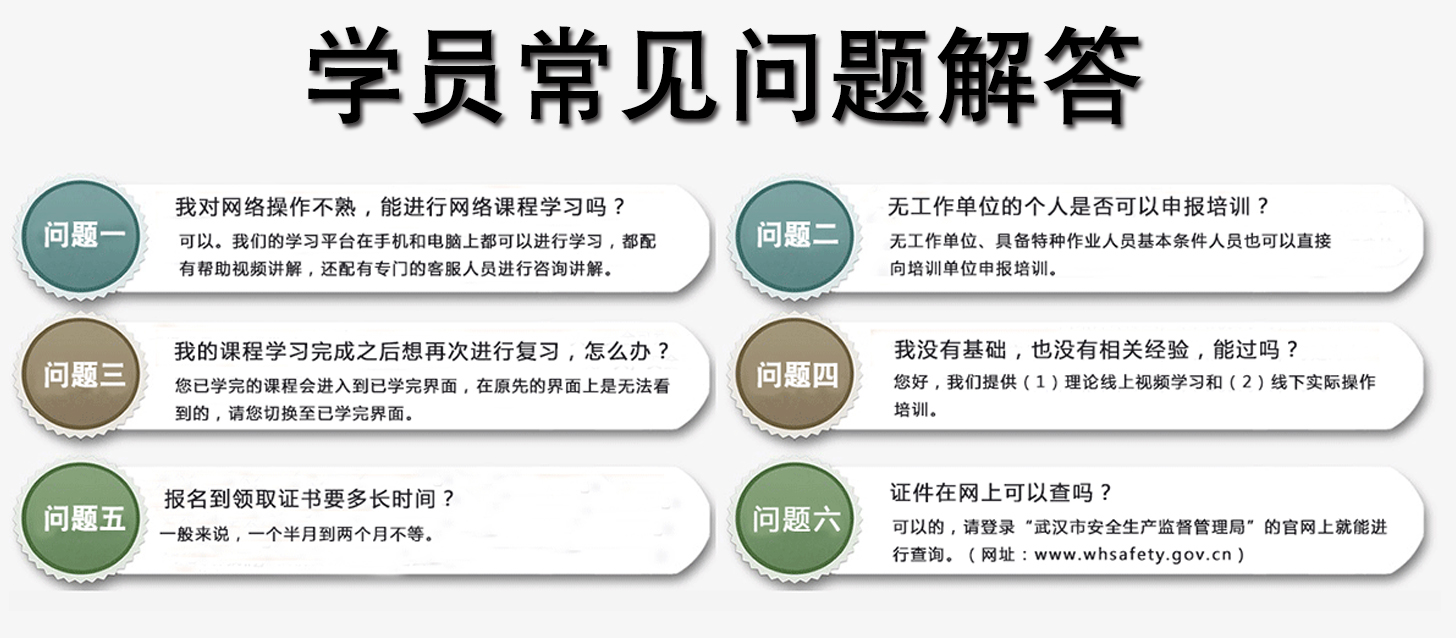 学员常见问题解答
问题一
我对网络操作不熟，能进行网络课程学习吗？
可以。我们的学习平台在手机和电脑上都可以进行学习，都配
有帮助视频讲解，还配有专门的客服人员进行咨询讲解。
问题二
无工作单位的个人是否可以申报培训？
无工作单位、具备特种作业人员基本条件人员也可以直接
向培训单位申报培训。
问题三
我的课程学习完成之后想再次进行复习，怎么办？
您已学完的课程会进入到已学完界面，在原先的界面上是无法看
到的，请您切换至已学完界面。
问题四
我没有基础，也没有相关经验，能过吗？
您好，我们提供（1）理论线上视频学习和（2）线下实际操作
培训。
问题五
报名到领取证书要多长时间？
一般来说，一个半月到两个月不等。
问题六
证件在网上可以查吗？
可以的，请登录“武汉市安全生产监督管理局”的官网上就能进
行查询。（网址：www.whsafety.gov.cn）